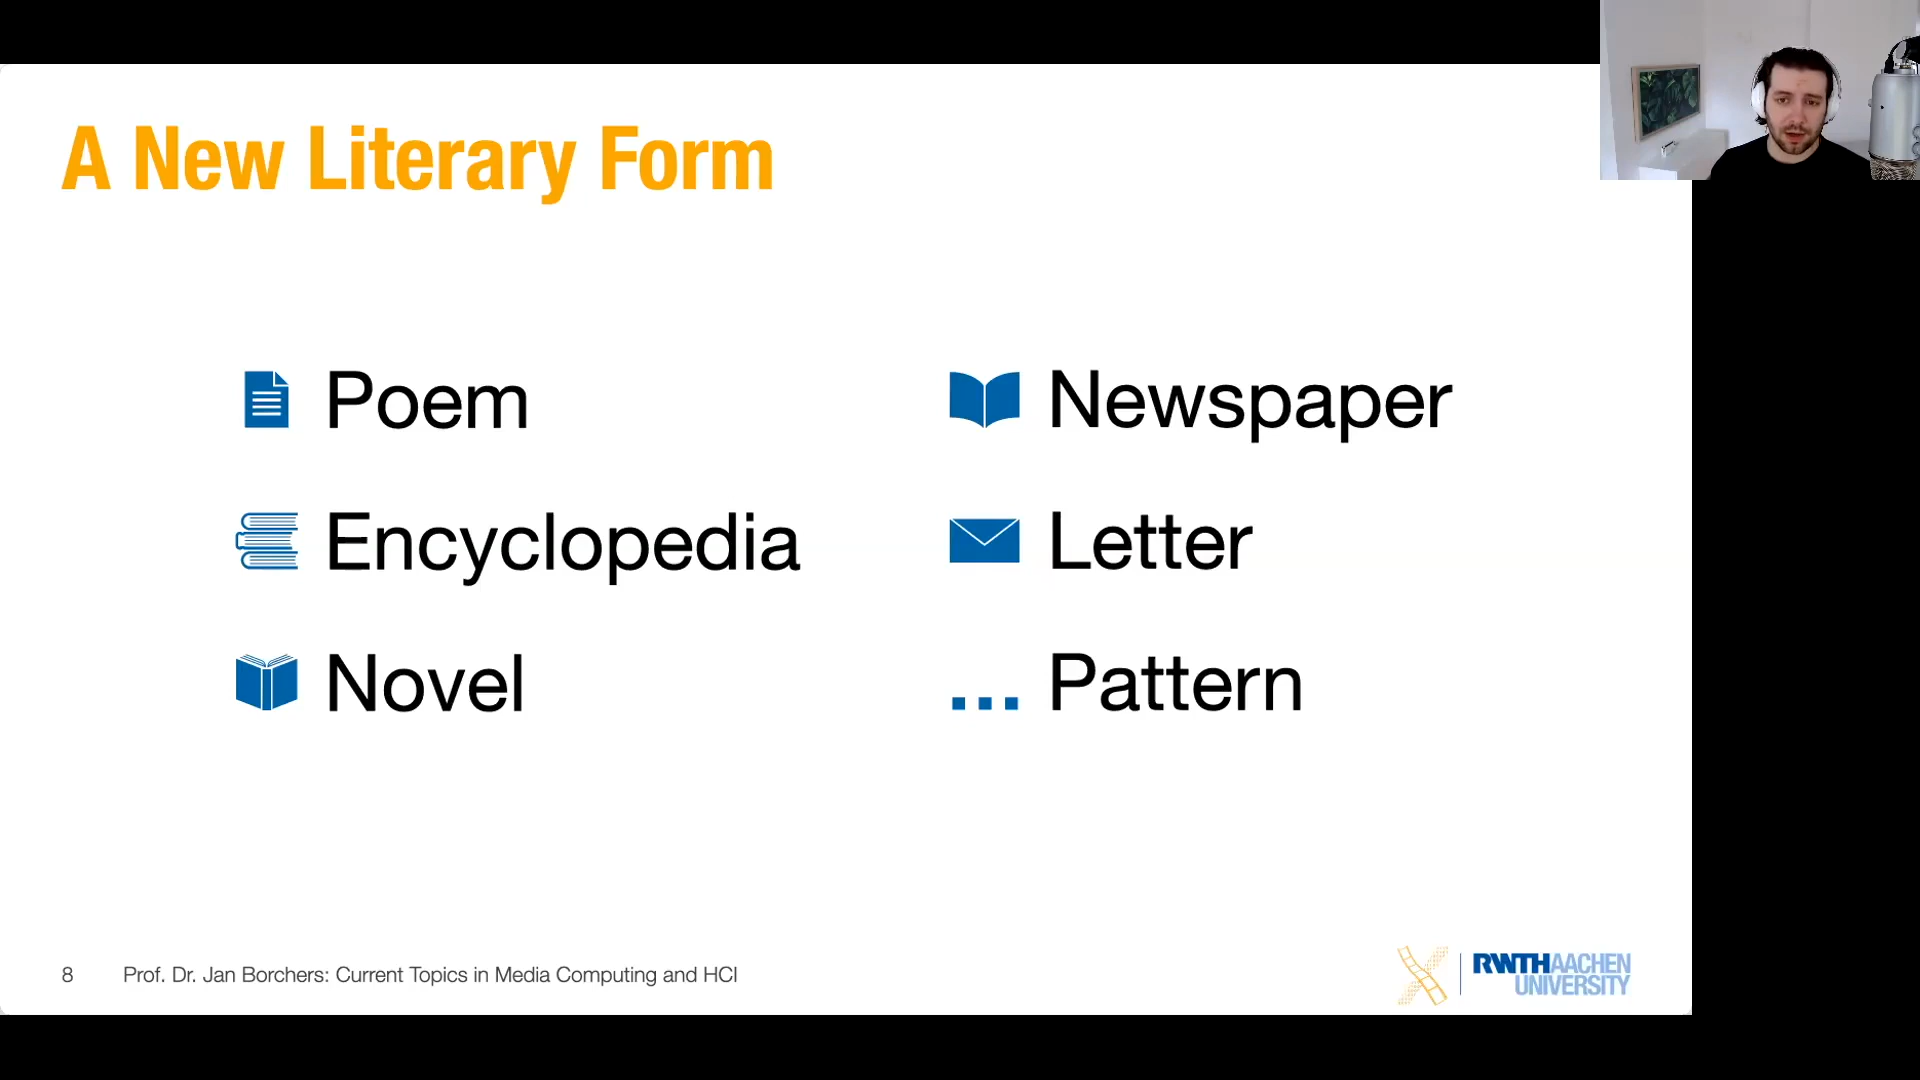 A New Literary Form
Poem
Encyclopedia
Novel
Newspaper
Letter
... Pattern
8 Prof. Dr. Jan Borchers: Current Topics in Media Computing and HCI
RWTHAACHEN
UNIVERSITY